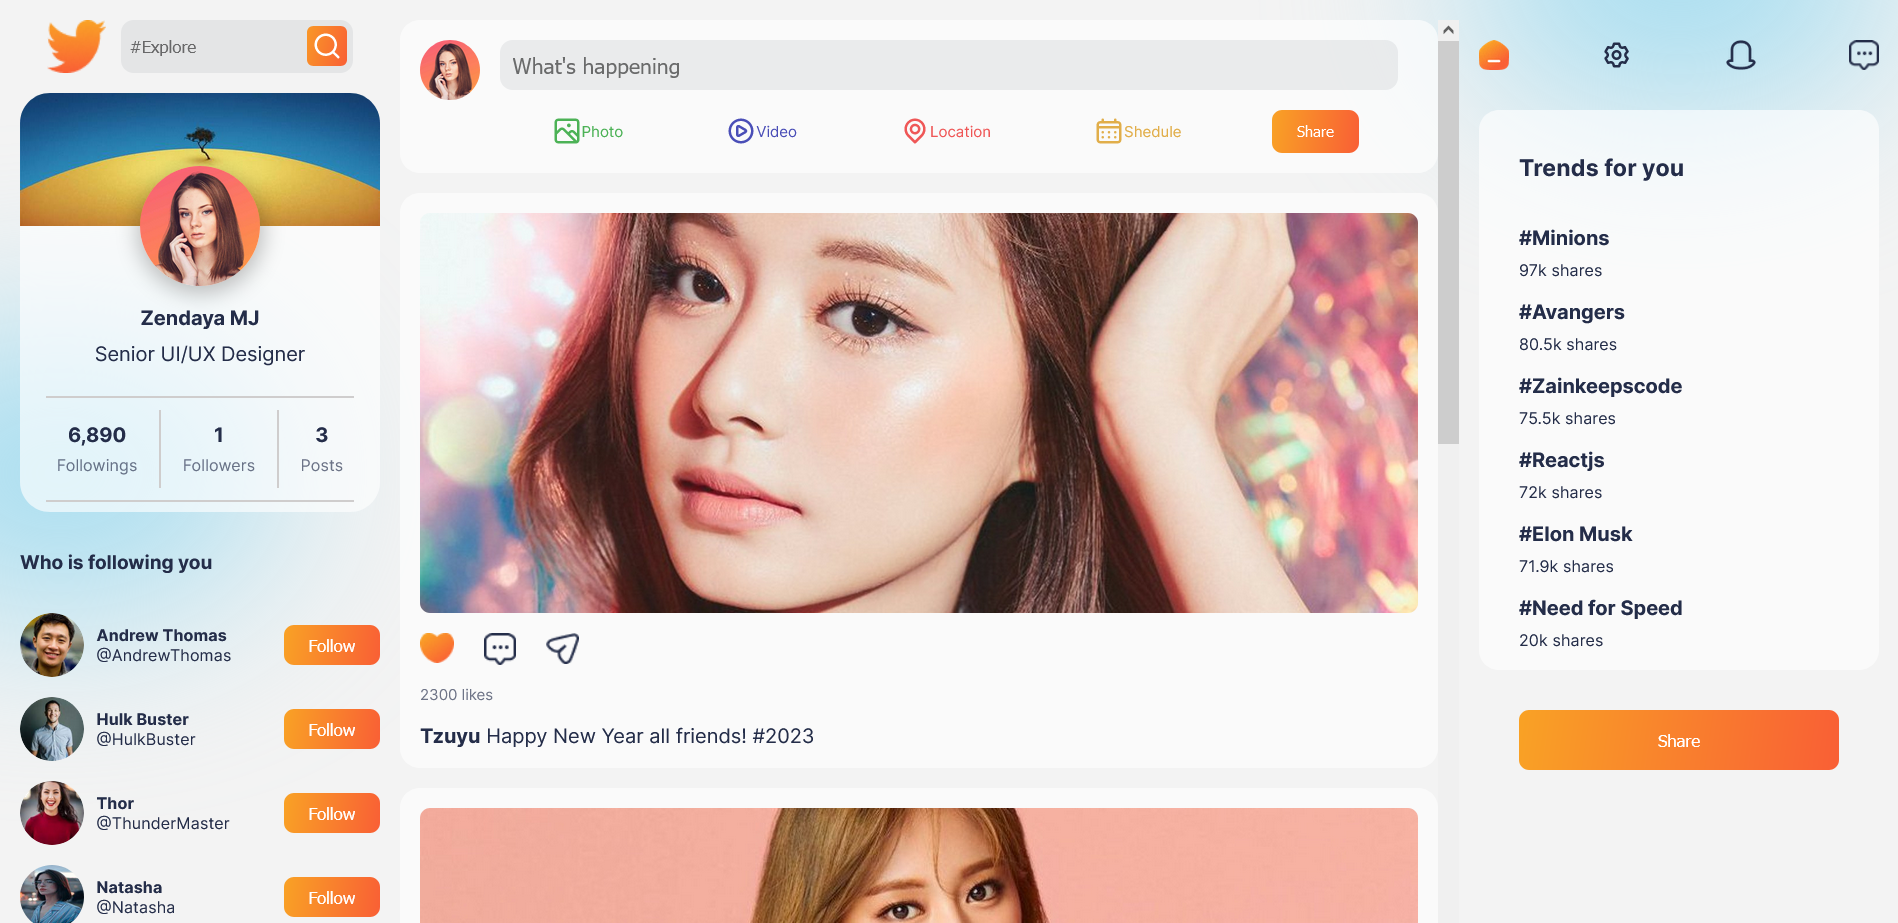 #Explore
Zendaya MJ
Senior UI/UX Designer
6,890
Followings
1
Followers
3
Posts
Who is following you
Andrew Thomas
@AndrewThomas
Follow
Hulk Buster
@HulkBuster
Follow
Thor
@ThunderMaster
Follow
Natasha
@Natasha
Follow
What's happening
Photo
Video
Location
Shedule
Share
2300 likes
Tzuyu Happy New Year all friends! #2023
Trends for you
#Minions
97k shares
#Avangers
80.5k shares
#Zainkeepscode
75.5k shares
#Reactjs
72k shares
#Elon Musk
71.9k shares
#Need for Speed
20k shares
Share